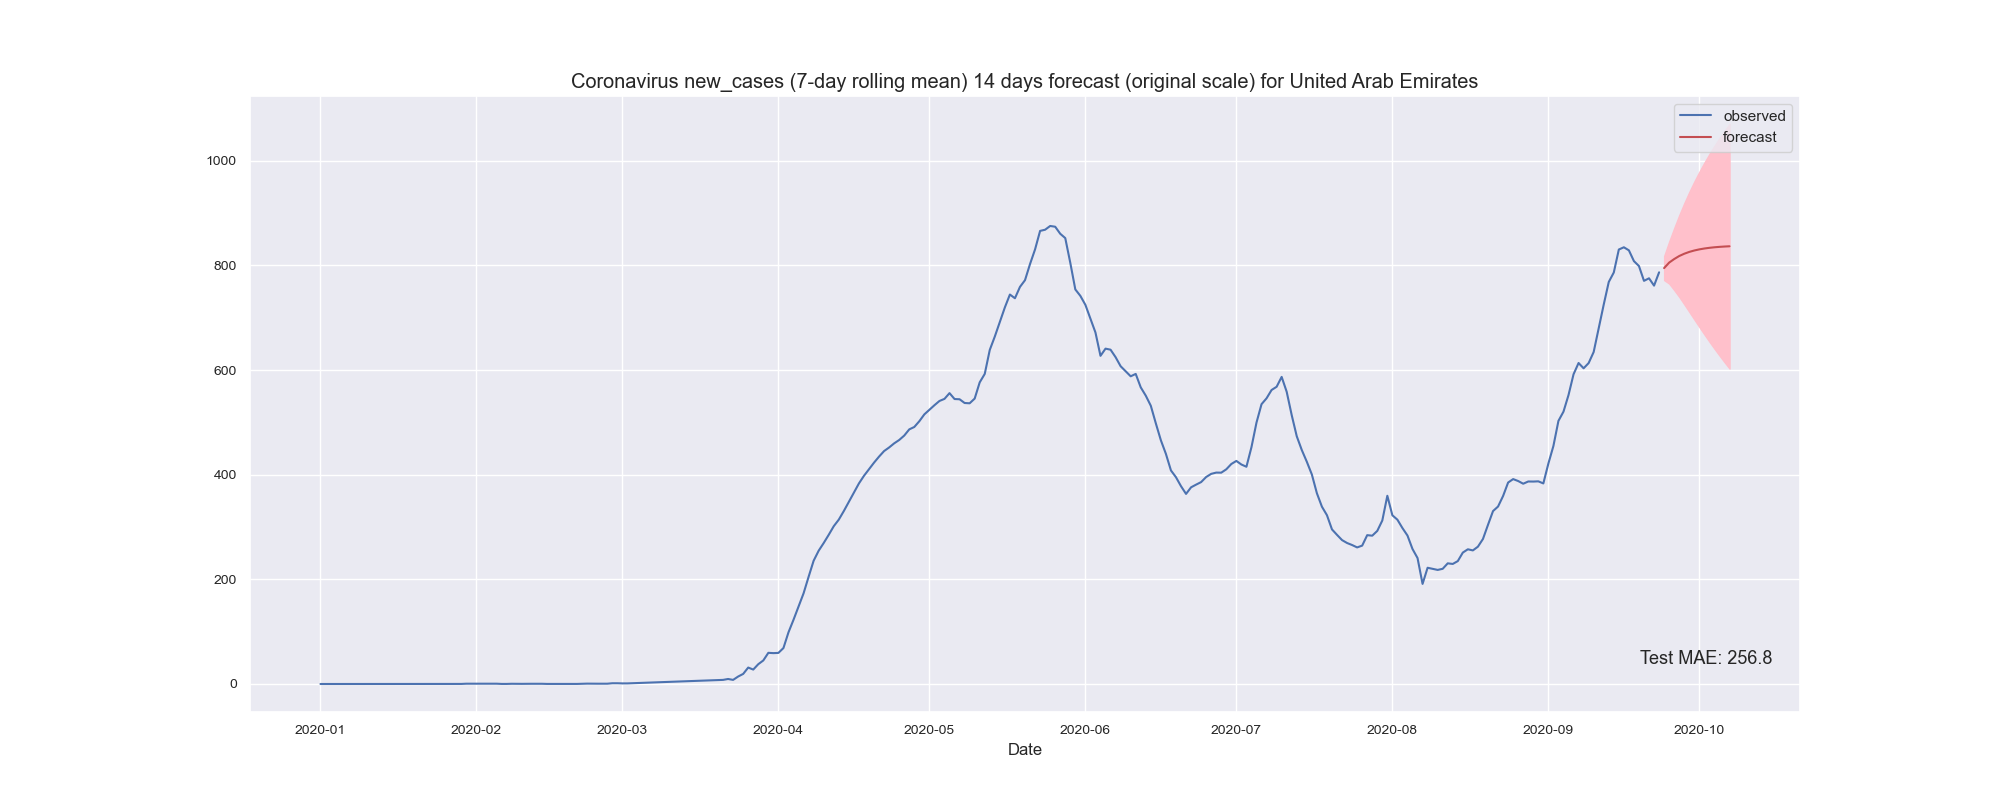 Coronavirus new_cases (7-day rolling mean) 14 days forecast (original scale) for United Arab Emirates
observed
forecast
1000
800
600
400
200
0
Test MAE: 256.8
2020-01 2020-02 2020-03 2020-04 2020-05 2020-06 2020-07 2020-08 2020-09 2020-10
Date